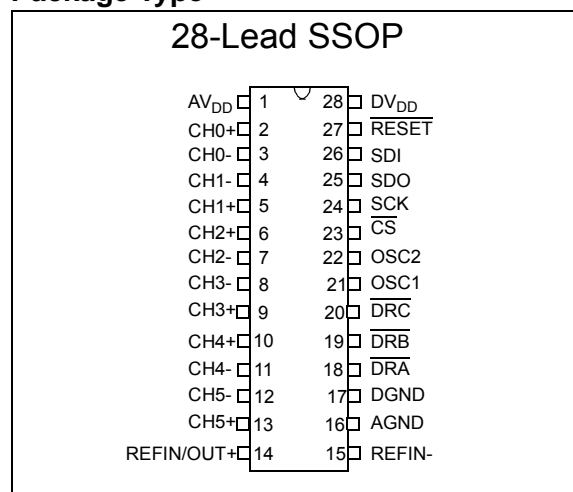 Package Type
28-Lead SSOP
AVDD 1 28 DVDD
CH0+ 2 27 RESET
CH0- 3 26 SDI
CH1- 4 25 SDO
CH1+ 5 24 SCK
CH2+ 6 23 CS
CH2- 7 22 OSC2
CH3- 8 21 OSC1
CH3+ 9 20 DRC
CH4+ 10 19 DRB
CH4- 11 18 DRA
CH5- 12 17 DGND
CH5+ 13 16 AGND
REFIN/OUT+ 14 15 REFIN-